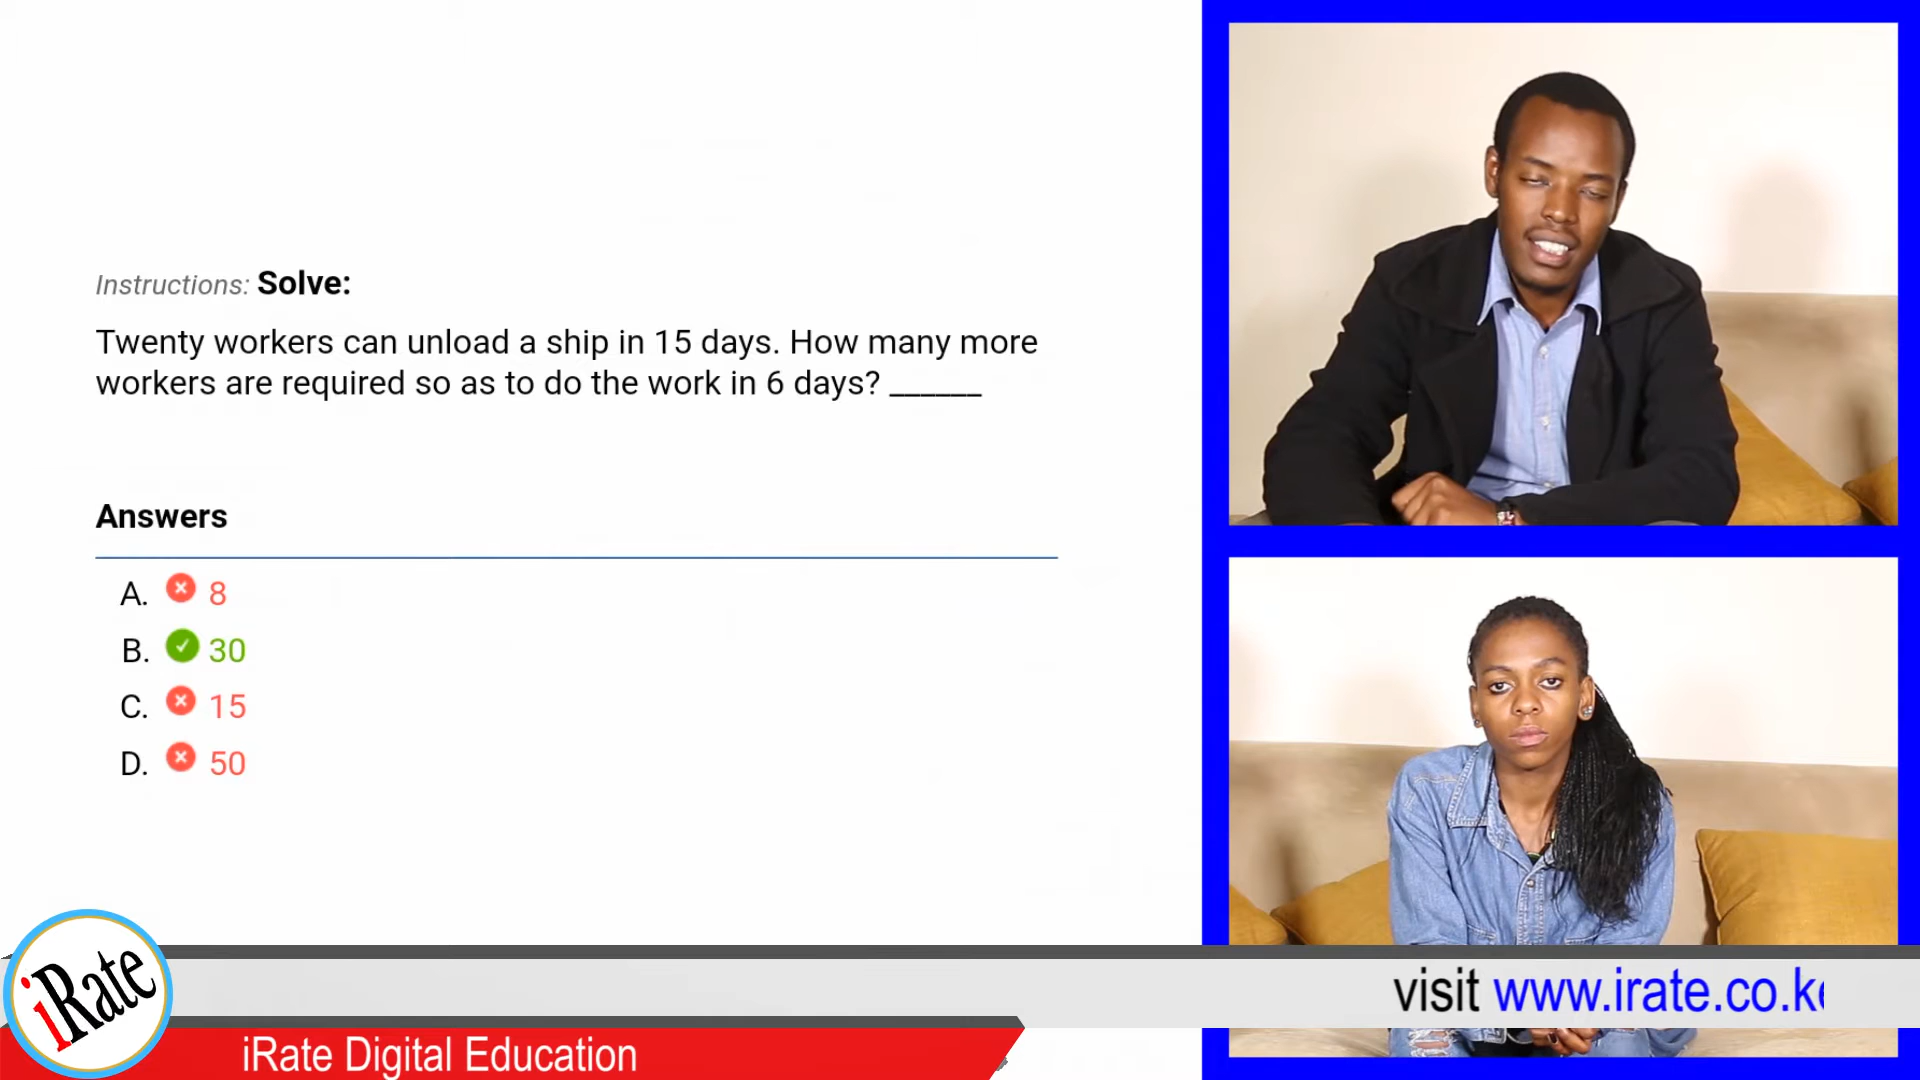 Instructions: Solve:
Twenty workers can unload a ship in 15 days. How many more
workers are required so as to do the work in 6 days? ______
Answers
A. 8
B. 30
C. 15
D. 50
iRate
visit www.irate.co.ke
iRate Digital Education